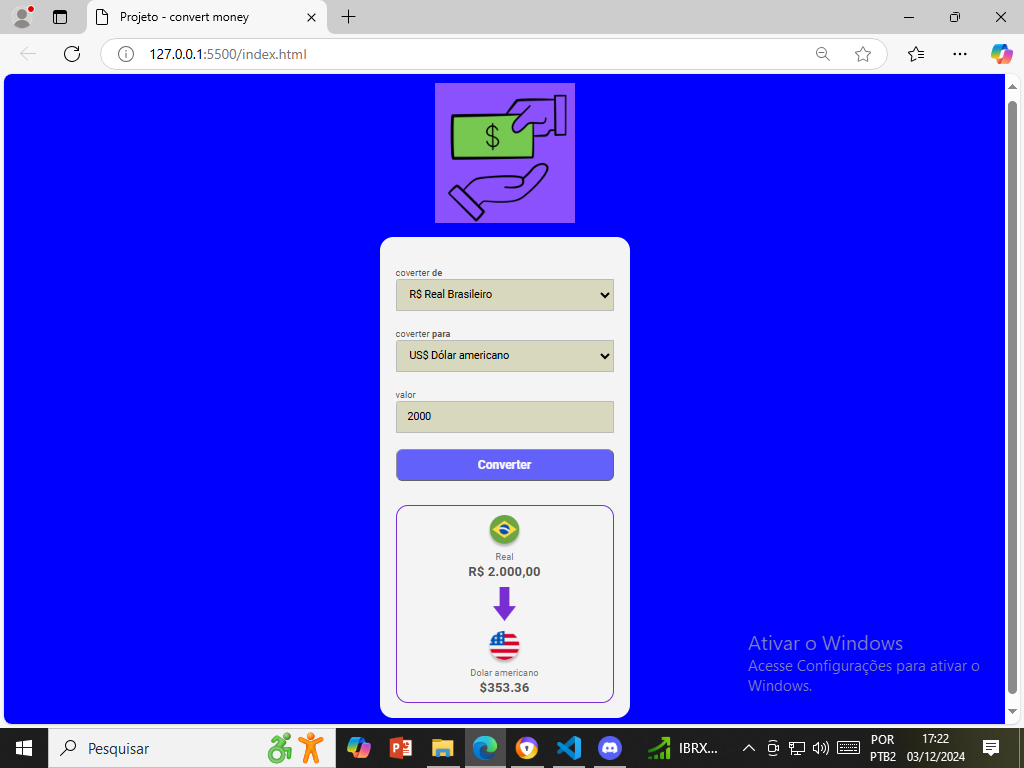 Projeto - convert money
127.0.0.1:5500/index.html
$
coverter de
R$ Real Brasileiro
coverter para
US$ Dólar americano
valor
2000
Converter
Real
R$ 2.000,00
Dolar americano
$353.36
Ativar o Windows
Acesse Configurações para ativar o
Windows.
Pesquisar
P
IBRX...
POR
PTB2
17:22
03/12/2024